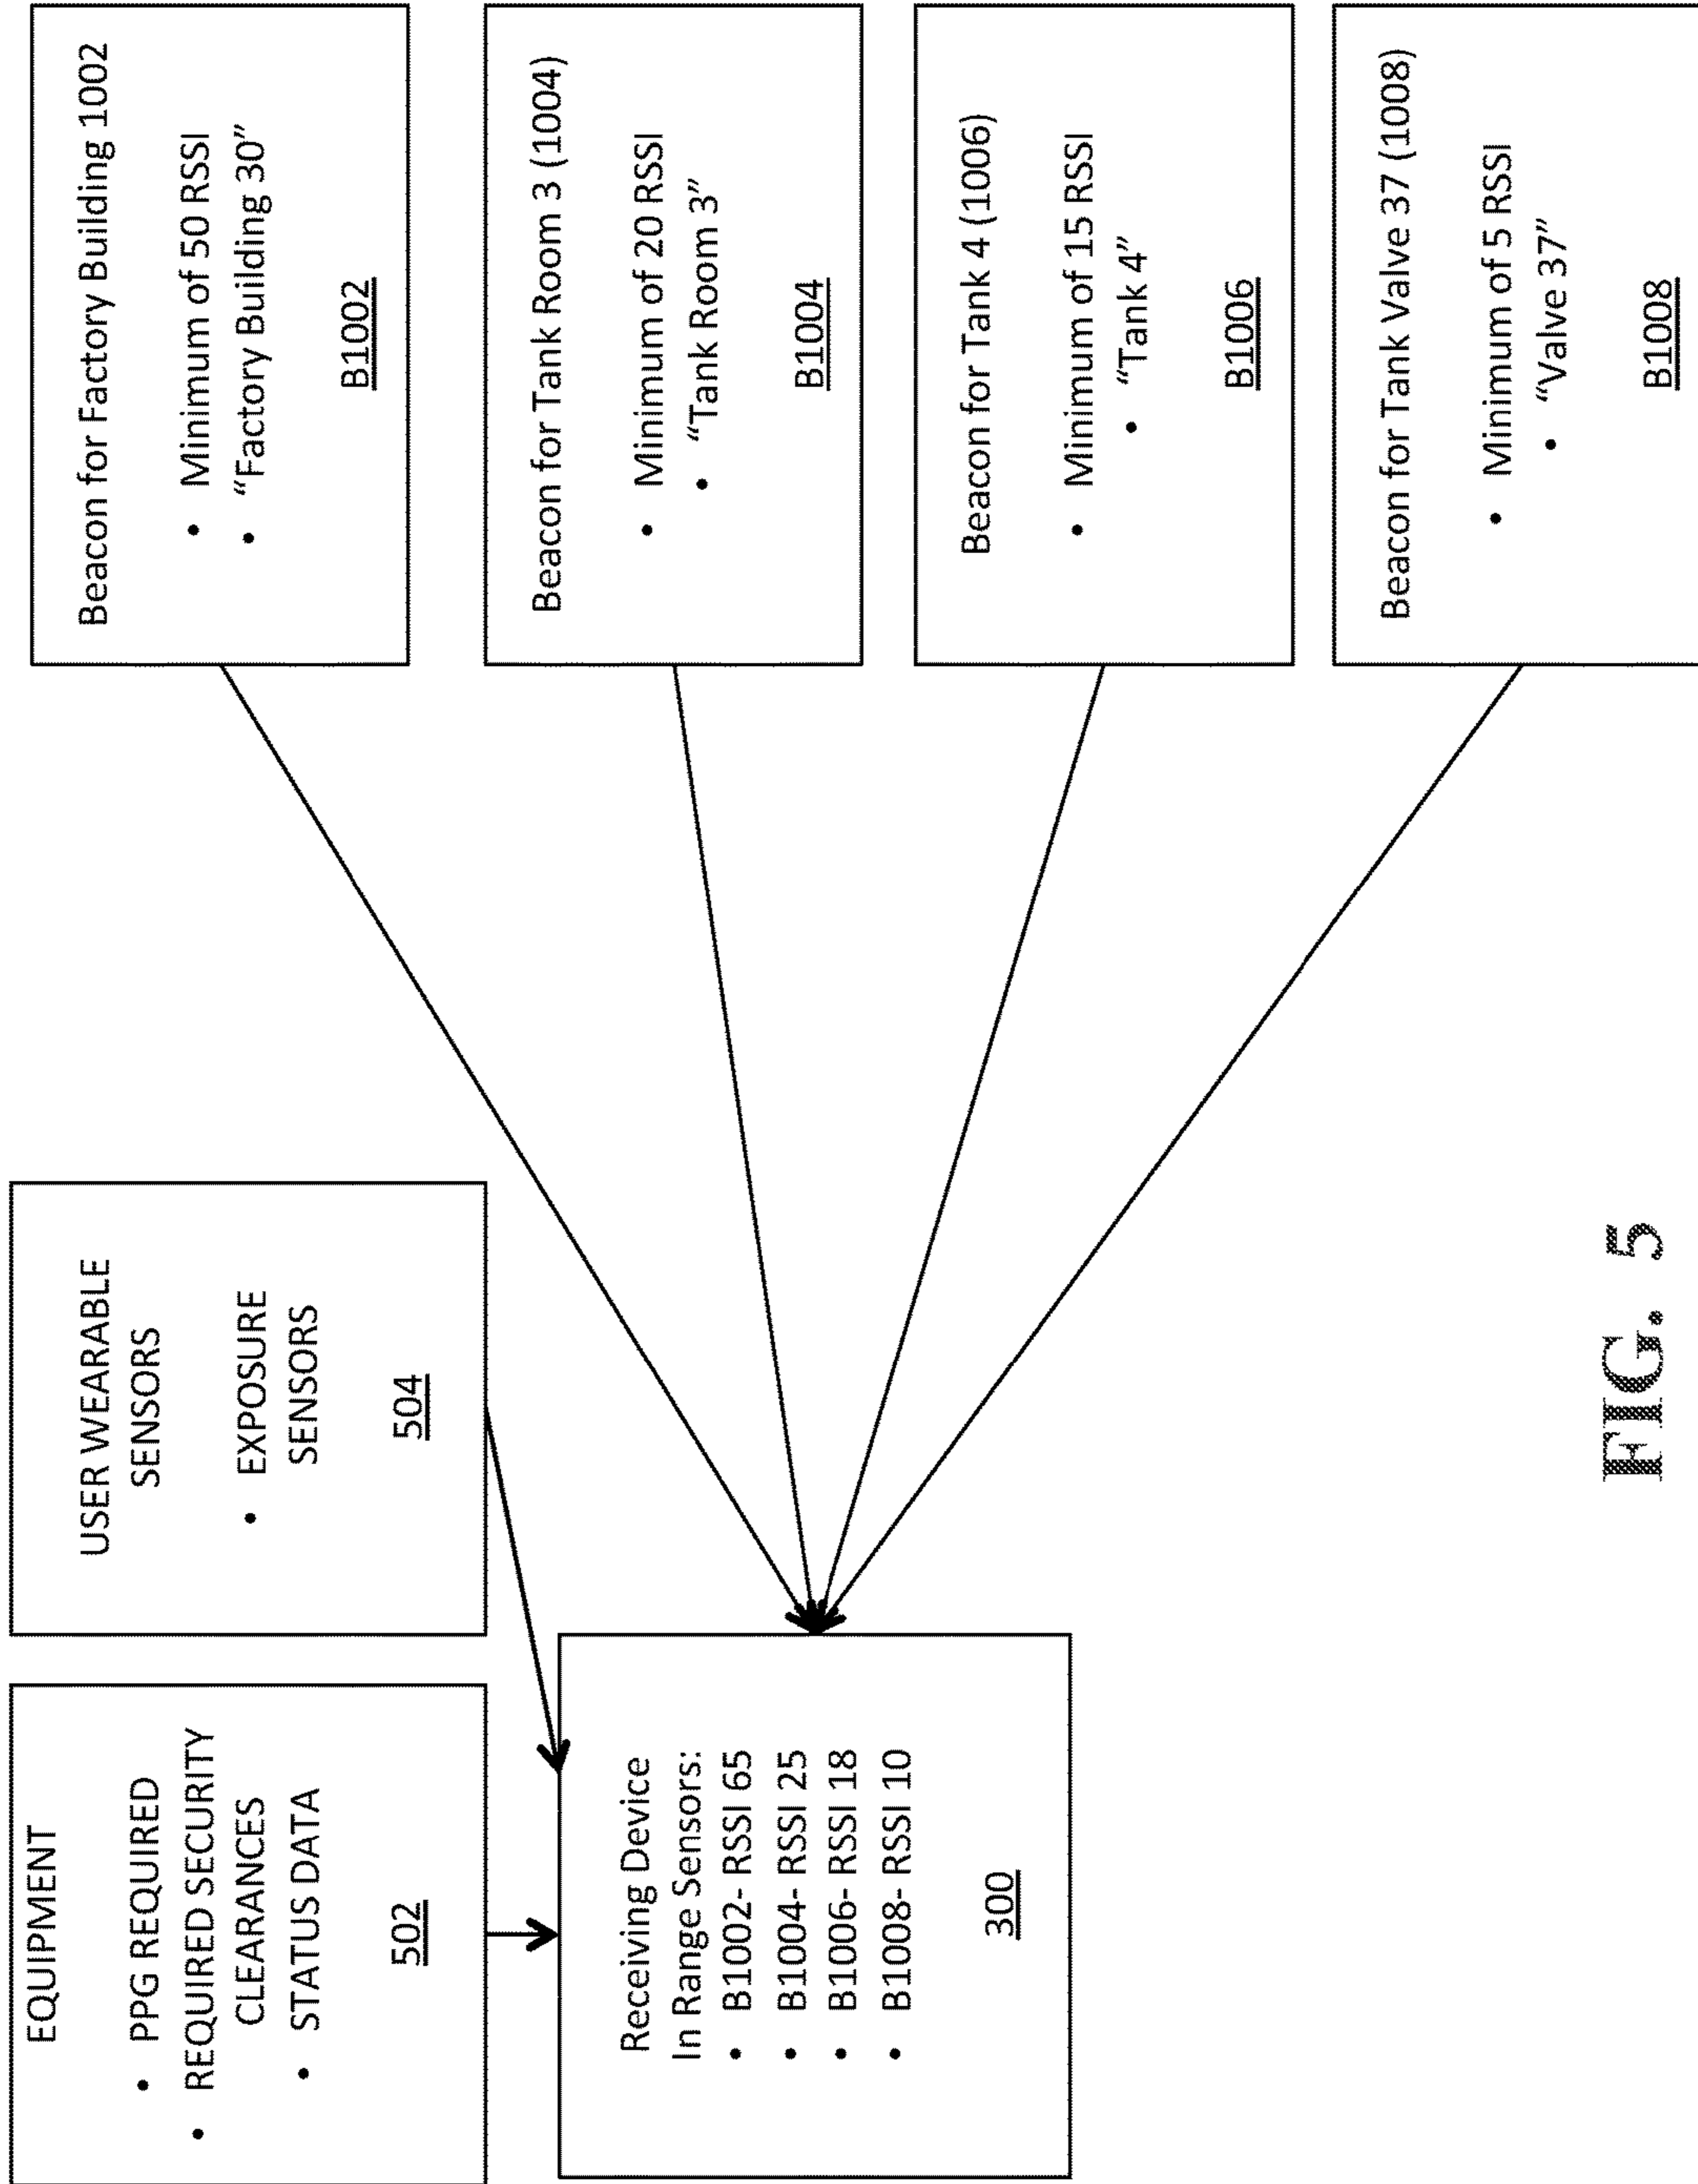 EQUIPMENT
• PPG REQUIRED
• REQUIRED SECURITY
CLEARANCES
• STATUS DATA
502
USER WEARABLE
SENSORS
• EXPOSURE
SENSORS
504
Receiving Device
In Range Sensors:
• B1002- RSSI 65
• B1004- RSSI 25
• B1006- RSSI 18
• B1008- RSSI 10
300
Beacon for Factory Building 1002
• Minimum of 50 RSSI
• “Factory Building 30”
B1002
Beacon for Tank Room 3 (1004)
• Minimum of 20 RSSI
• “Tank Room 3”
B1004
Beacon for Tank 4 (1006)
• Minimum of 15 RSSI
• “Tank 4”
B1006
Beacon for Tank Valve 37 (1008)
• Minimum of 5 RSSI
• “Valve 37”
B1008
FIG. 5